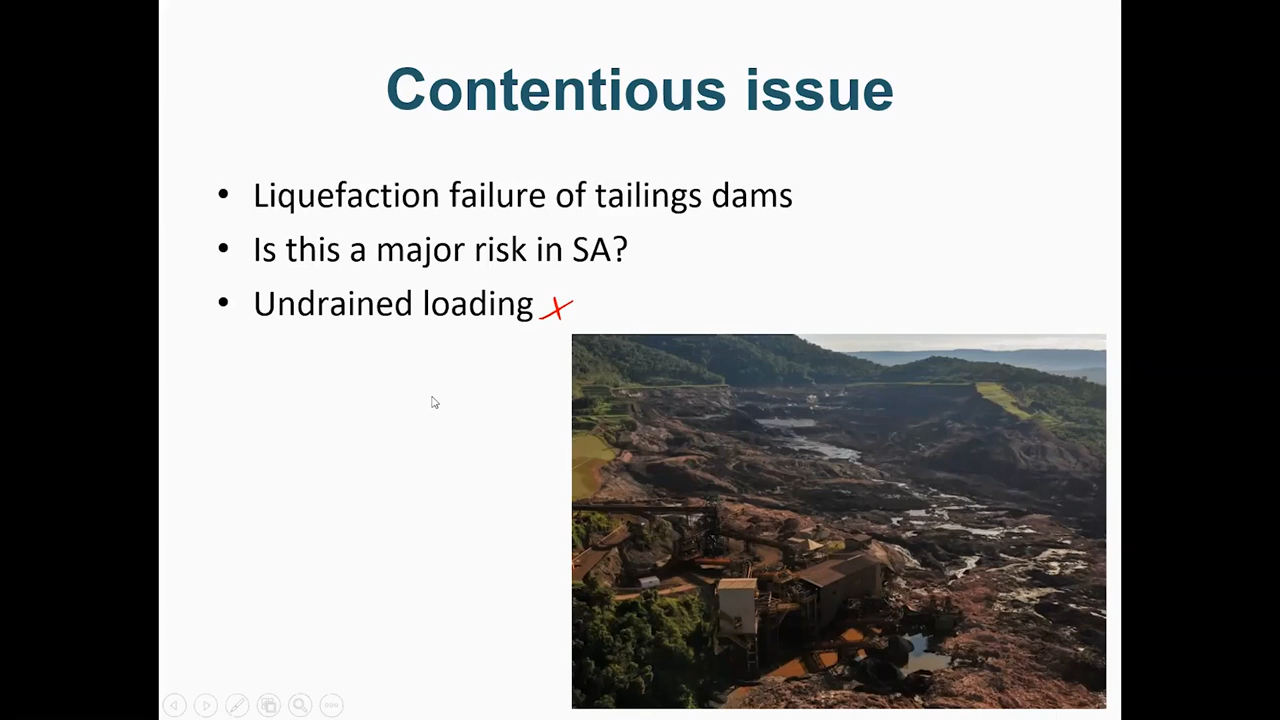 Contentious issue
• Liquefaction failure of tailings dams
• Is this a major risk in SA?
• Undrained loading